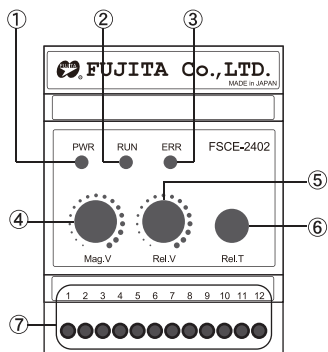 ① ② ③
FUJITA Co.,LTD.
MADE in JAPAN
PWR RUN ERR FSCE-2402
⑤
④ ⑥
Mag.V Rel.V Rel.T
1 2 3 4 5 6 7 8 9 10 11 12
⑦